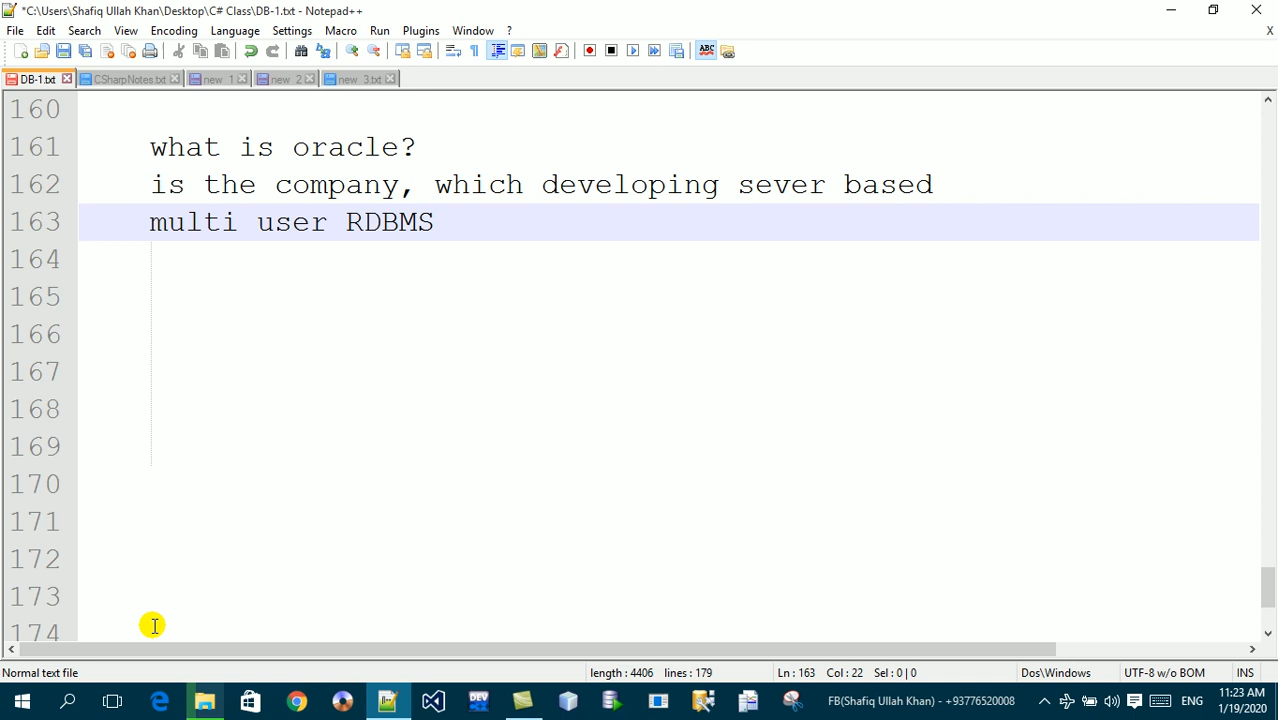 *C:\Users\Shafiq Ullah Khan\Desktop\C# Class\DB-1.txt - Notepad++
File Edit Search View Encoding Language Settings Macro Run Plugins Window ? X
DB-1.txt CSharpNotes.txt new 1 new 2 new 3.txt
160
161 what is oracle?
162 is the company, which developing sever based
163 multi user RDBMS
164
165
166
167
168
169
170
171
172
173
174
Normal text file length : 4406 lines : 179 Ln : 163 Col : 22 Sel : 0 | 0 Dos\Windows UTF-8 w/o BOM INS
FB(Shafiq Ullah Khan) - +93776520008 ENG 11:23 AM
1/19/2020